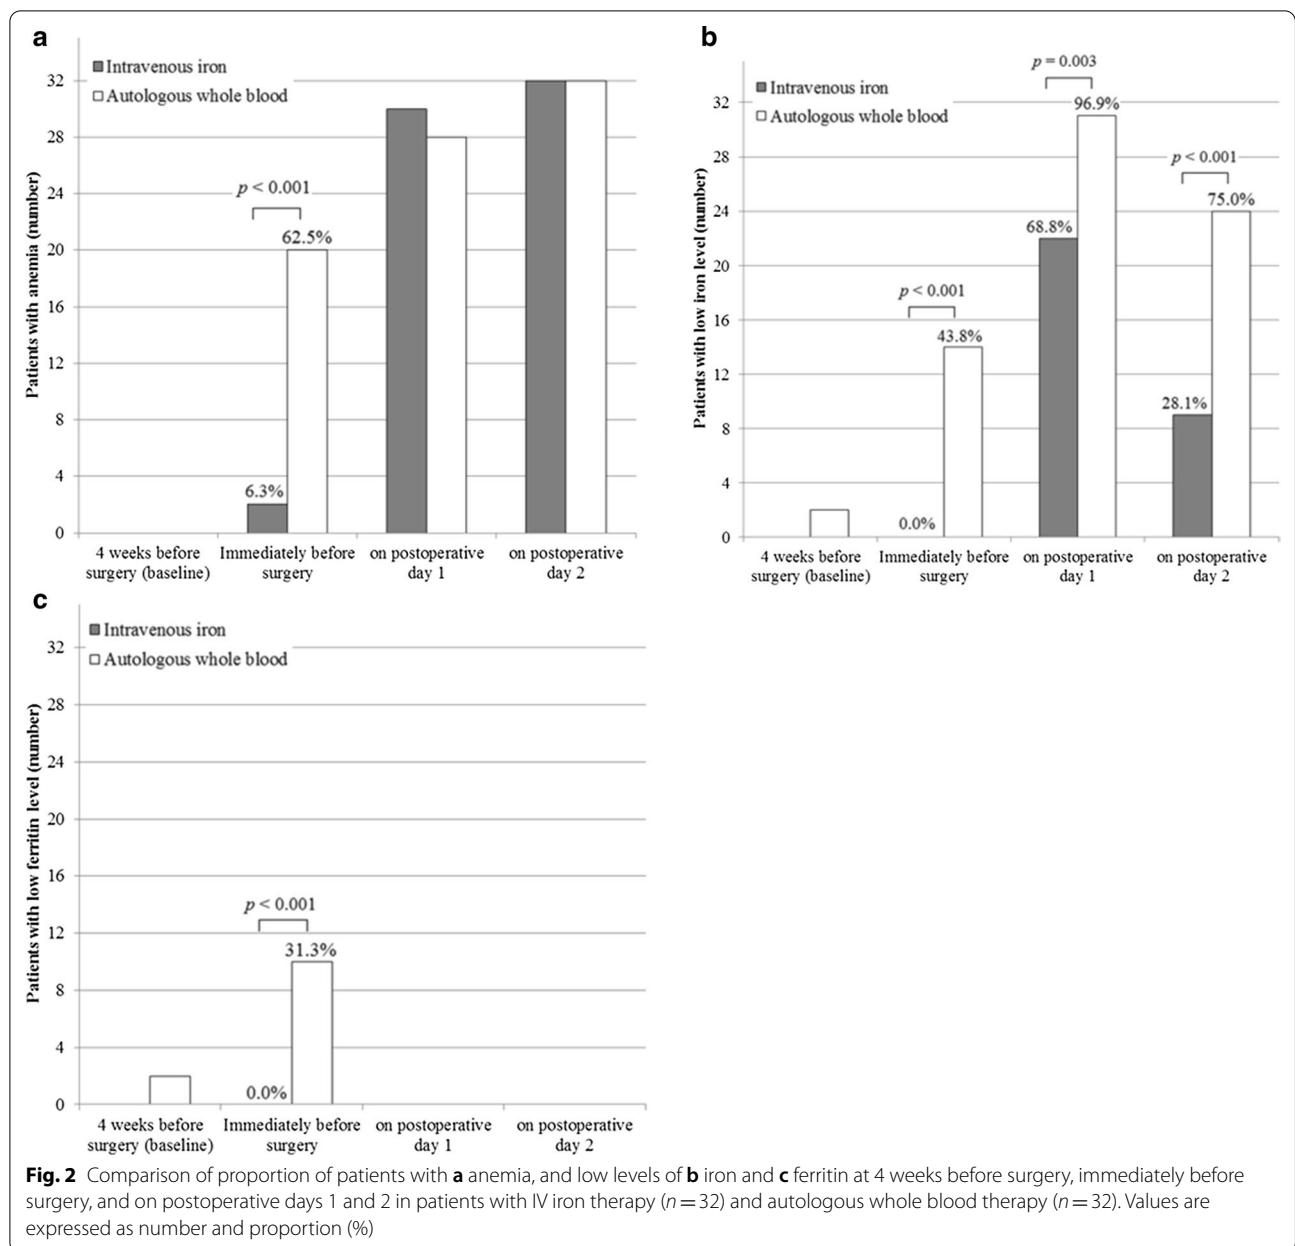 a
Intravenous iron
Autologous whole blood
Patients with anemia (number)
32
28
24
20
16
12
8
4
0
p < 0.001
62.5%
6.3%
4 weeks before
surgery (baseline)
Immediately before
surgery
on postoperative
day 1
on postoperative
day 2
b
Intravenous iron
Autologous whole blood
Patients with low iron level (number)
32
28
24
20
16
12
8
4
0
p = 0.003
96.9%
p < 0.001
75.0%
68.8%
p < 0.001
43.8%
28.1%
0.0%
4 weeks before
surgery (baseline)
Immediately before
surgery
on postoperative
day 1
on postoperative
day 2
c
Intravenous iron
Autologous whole blood
Patients with low ferritin level (number)
32
28
24
20
16
12
8
4
0
p < 0.001
31.3%
0.0%
4 weeks before
surgery (baseline)
Immediately before
surgery
on postoperative
day 1
on postoperative
day 2
Fig. 2 Comparison of proportion of patients with a anemia, and low levels of b iron and c ferritin at 4 weeks before surgery, immediately before
surgery, and on postoperative days 1 and 2 in patients with IV iron therapy (n = 32) and autologous whole blood therapy (n = 32). Values are
expressed as number and proportion (%)